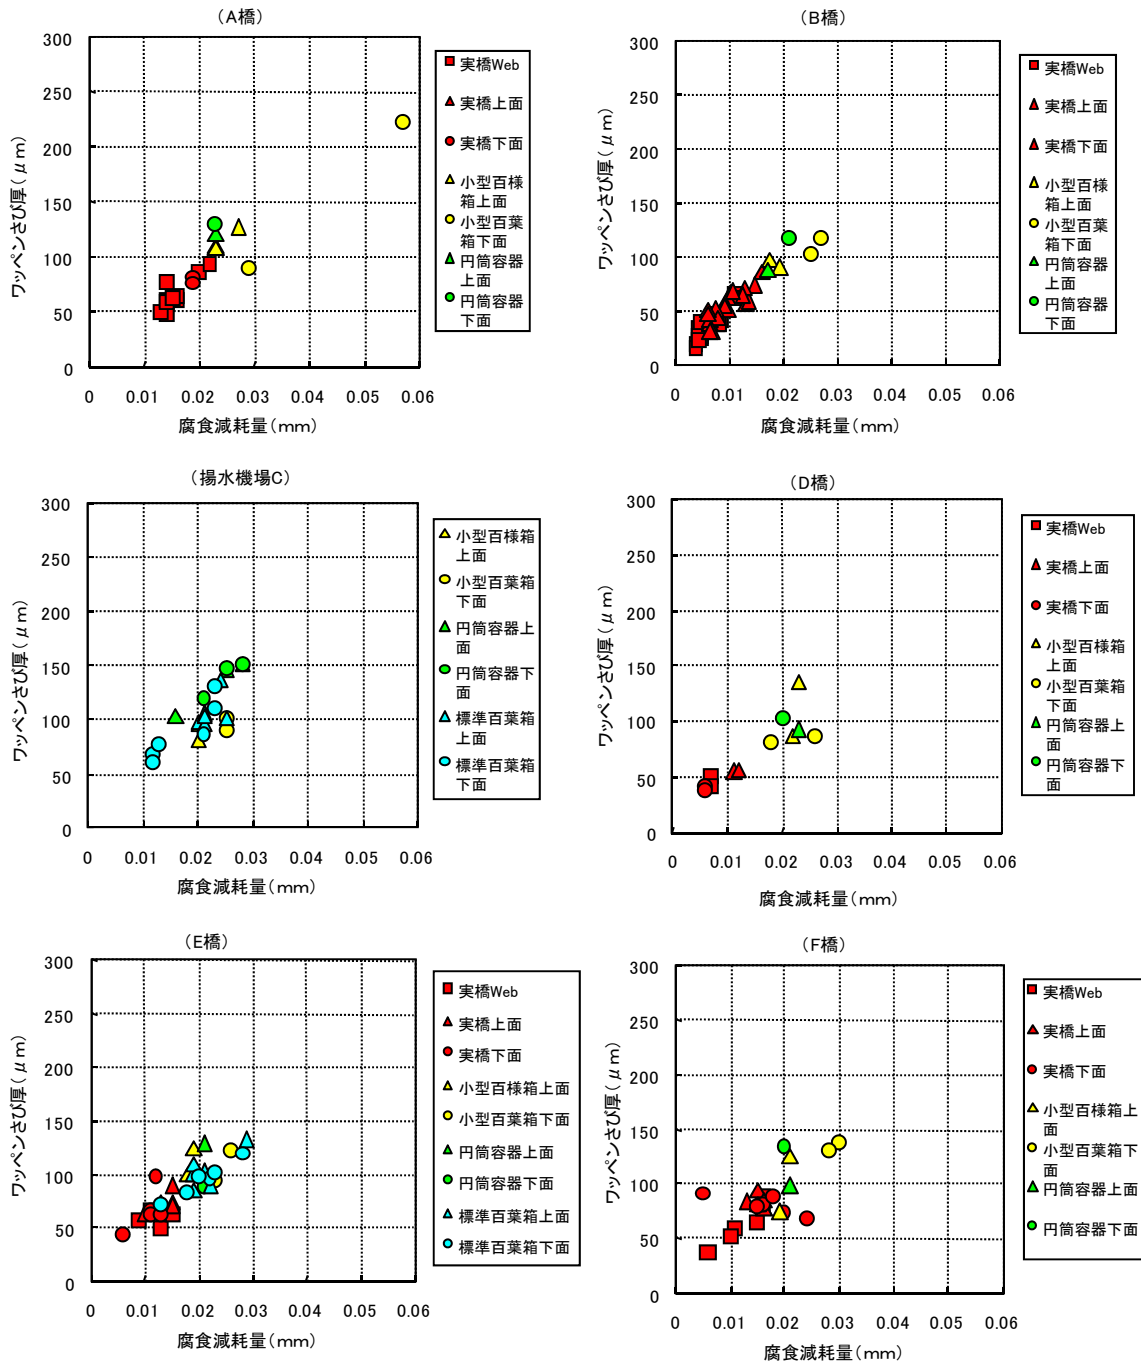 (A橋)
300
250
200
150
100
50
0
0 0.01 0.02 0.03 0.04 0.05 0.06
ワッペンさび厚(μm)
腐食減耗量(mm)
実橋Web
実橋上面
実橋下面
小型百様
箱上面
小型百葉
箱下面
円筒容器
上面
円筒容器
下面
(B橋)
300
250
200
150
100
50
0
0 0.01 0.02 0.03 0.04 0.05 0.06
ワッペンさび厚(μm)
腐食減耗量(mm)
実橋Web
実橋上面
実橋下面
小型百様
箱上面
小型百葉
箱下面
円筒容器
上面
円筒容器
下面
(揚水機場C)
300
250
200
150
100
50
0
0 0.01 0.02 0.03 0.04 0.05 0.06
ワッペンさび厚(μm)
腐食減耗量(mm)
小型百様箱
上面
小型百葉箱
下面
円筒容器上
面
円筒容器下
面
標準百葉箱
上面
標準百葉箱
下面
(D橋)
300
250
200
150
100
50
0
0 0.01 0.02 0.03 0.04 0.05 0.06
ワッペンさび厚(μm)
腐食減耗量(mm)
実橋Web
実橋上面
実橋下面
小型百様箱
上面
小型百葉箱
下面
円筒容器上
面
円筒容器下
面
(E橋)
300
250
200
150
100
50
0
0 0.01 0.02 0.03 0.04 0.05 0.06
ワッペンさび厚(μm)
腐食減耗量(mm)
実橋Web
実橋上面
実橋下面
小型百様箱上面
小型百葉箱下面
円筒容器上面
円筒容器下面
標準百葉箱上面
標準百葉箱下面
(F橋)
300
250
200
150
100
50
0
0 0.01 0.02 0.03 0.04 0.05 0.06
ワッペンさび厚(μm)
腐食減耗量(mm)
実橋Web
実橋上面
実橋下面
小型百様箱上
面
小型百葉箱下
面
円筒容器上面
円筒容器下面